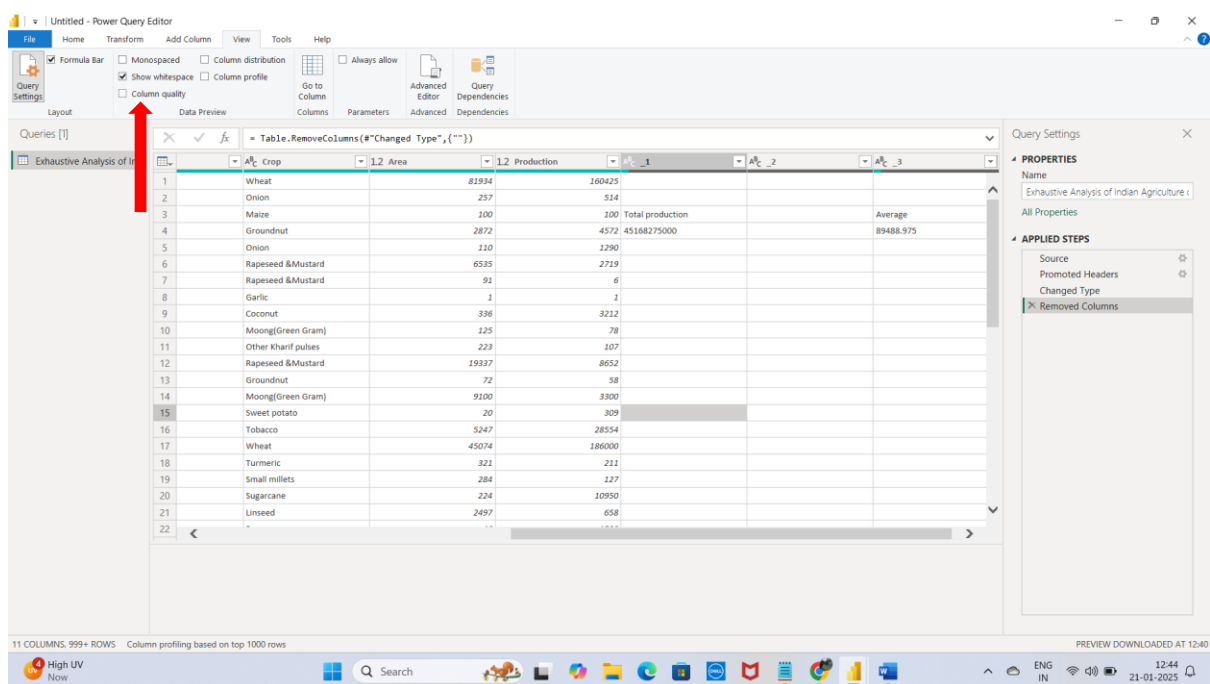 Untitled - Power Query Editor
File Home Transform Add Column View Tools Help
Formula Bar Monospaced Column distribution Always allow
Show whitespace Column profile
Query Settings Column quality Go to Column Advanced Editor Query Dependencies
Layout Data Preview Columns Parameters Advanced Dependencies
Queries [1]
Exhaustive Analysis of In
fx = Table.RemoveColumns(#"Changed Type",{""})
ABC Crop 1.2 Area 1.2 Production ABC _1 ABC _2 ABC _3
1 Wheat 81934 160425
2 Onion 257 514
3 Maize 100 100 Total production Average
4 Groundnut 2872 4572 45168275000 89488.975
5 Onion 110 1290
6 Rapeseed &Mustard 6535 2719
7 Rapeseed &Mustard 91 6
8 Garlic 1 1
9 Coconut 336 3212
10 Moong(Green Gram) 125 78
11 Other Kharif pulses 223 107
12 Rapeseed &Mustard 19337 8652
13 Groundnut 72 58
14 Moong(Green Gram) 9100 3300
15 Sweet potato 20 309
16 Tobacco 5247 28554
17 Wheat 45074 186000
18 Turmeric 321 211
19 Small millets 284 127
20 Sugarcane 224 10950
21 Linseed 2497 658
22
Query Settings
PROPERTIES
Name
Exhaustive Analysis of Indian Agriculture
All Properties
APPLIED STEPS
Source
Promoted Headers
Changed Type
Removed Columns
11 COLUMNS, 999+ ROWS Column profiling based on top 1000 rows PREVIEW DOWNLOADED AT 12:40
4 High UV
Now
Search
ENG
IN
12:44
21-01-2025